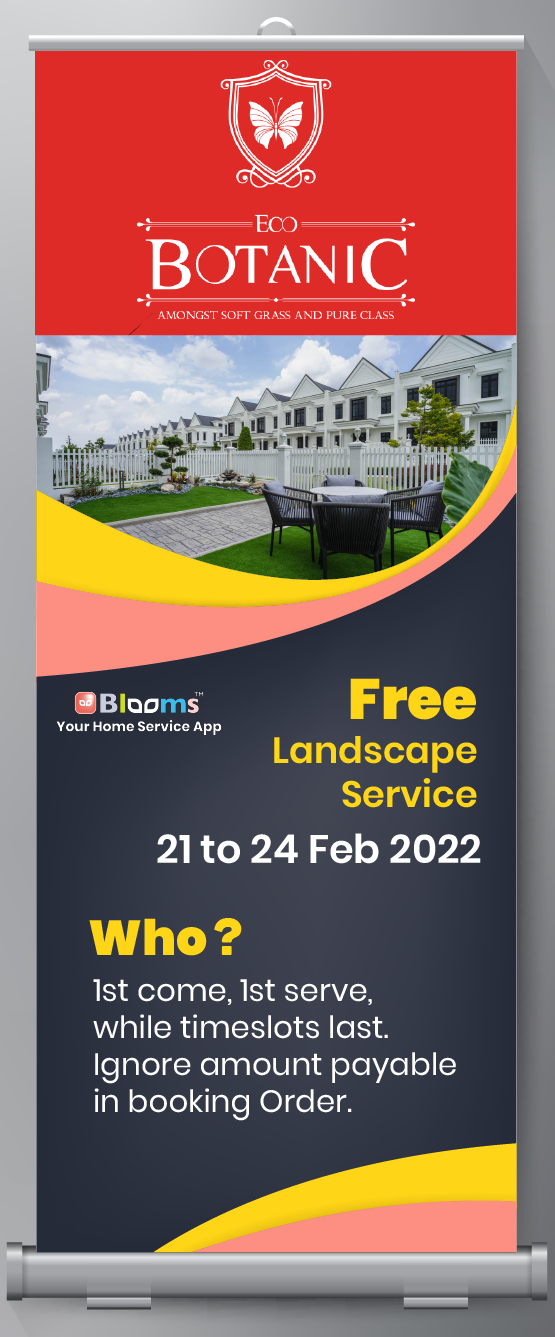 Eco
BOTANIC
AMONGST SOFT GRASS AND PURE CLASS
Blooms™
Your Home Service App
Free
Landscape
Service
21 to 24 Feb 2022
Who?
1st come, 1st serve,
while timeslots last.
Ignore amount payable
in booking Order.